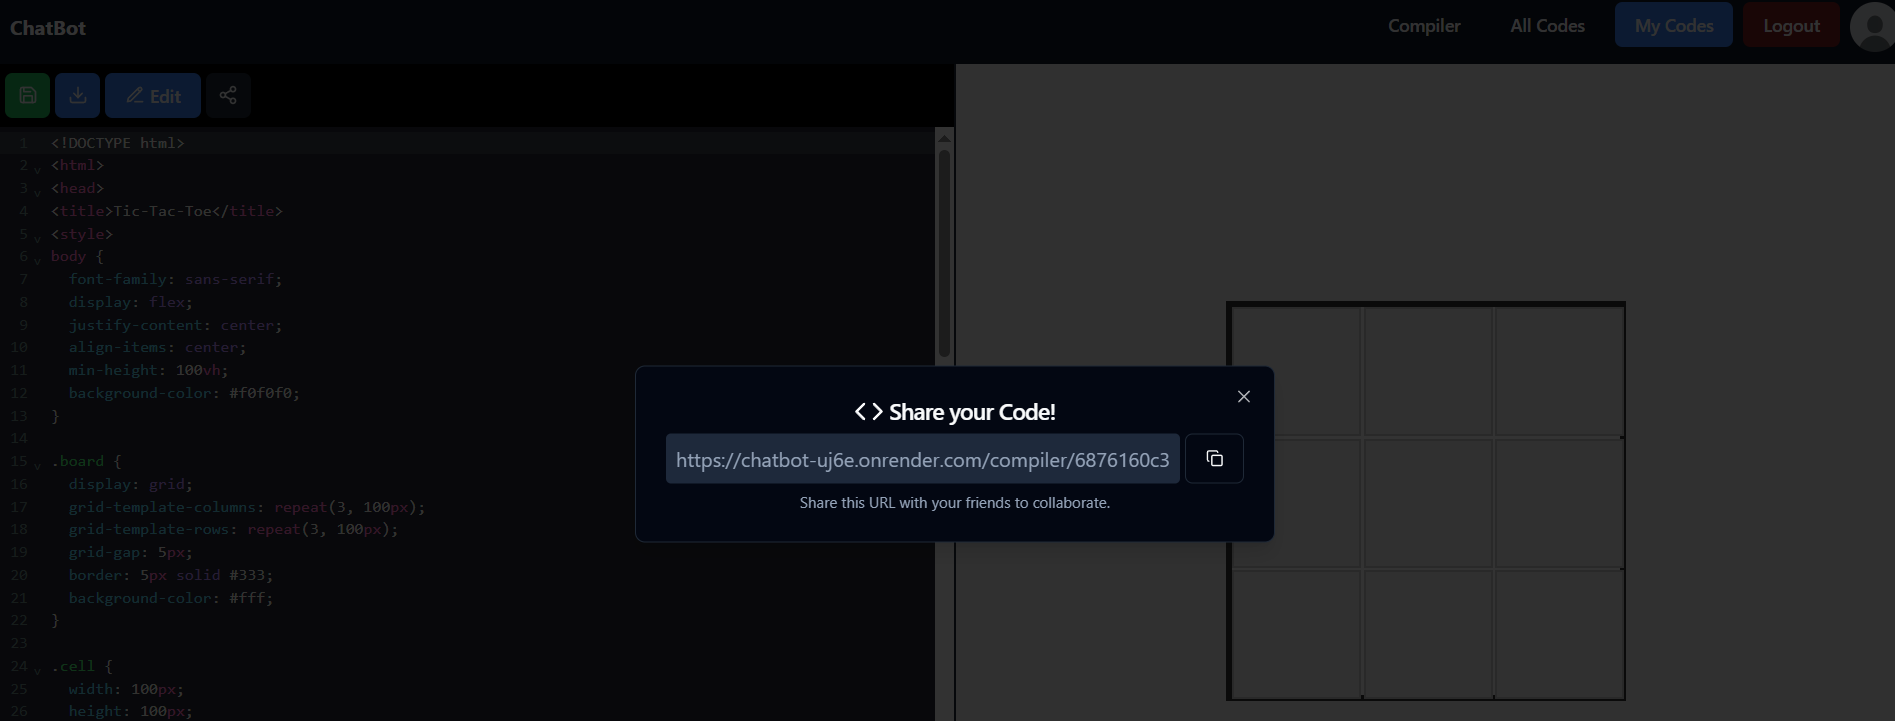 ChatBot
Compiler
All Codes
My Codes
Logout
Edit
1 <!DOCTYPE html>
2 <html>
3 <head>
4 <title>Tic-Tac-Toe</title>
5 <style>
6 body {
7 font-family: sans-serif;
8 display: flex;
9 justify-content: center;
10 align-items: center;
11 min-height: 100vh;
12 background-color: #f0f0f0;
13 }
14
15 .board {
16 display: grid;
17 grid-template-columns: repeat(3, 100px);
18 grid-template-rows: repeat(3, 100px);
19 grid-gap: 5px;
20 border: 5px solid #333;
21 background-color: #fff;
22 }
23
24 .cell {
25 width: 100px;
26 height: 100px;
<> Share your Code!
https://chatbot-uj6e.onrender.com/compiler/6876160c3
Share this URL with your friends to collaborate.